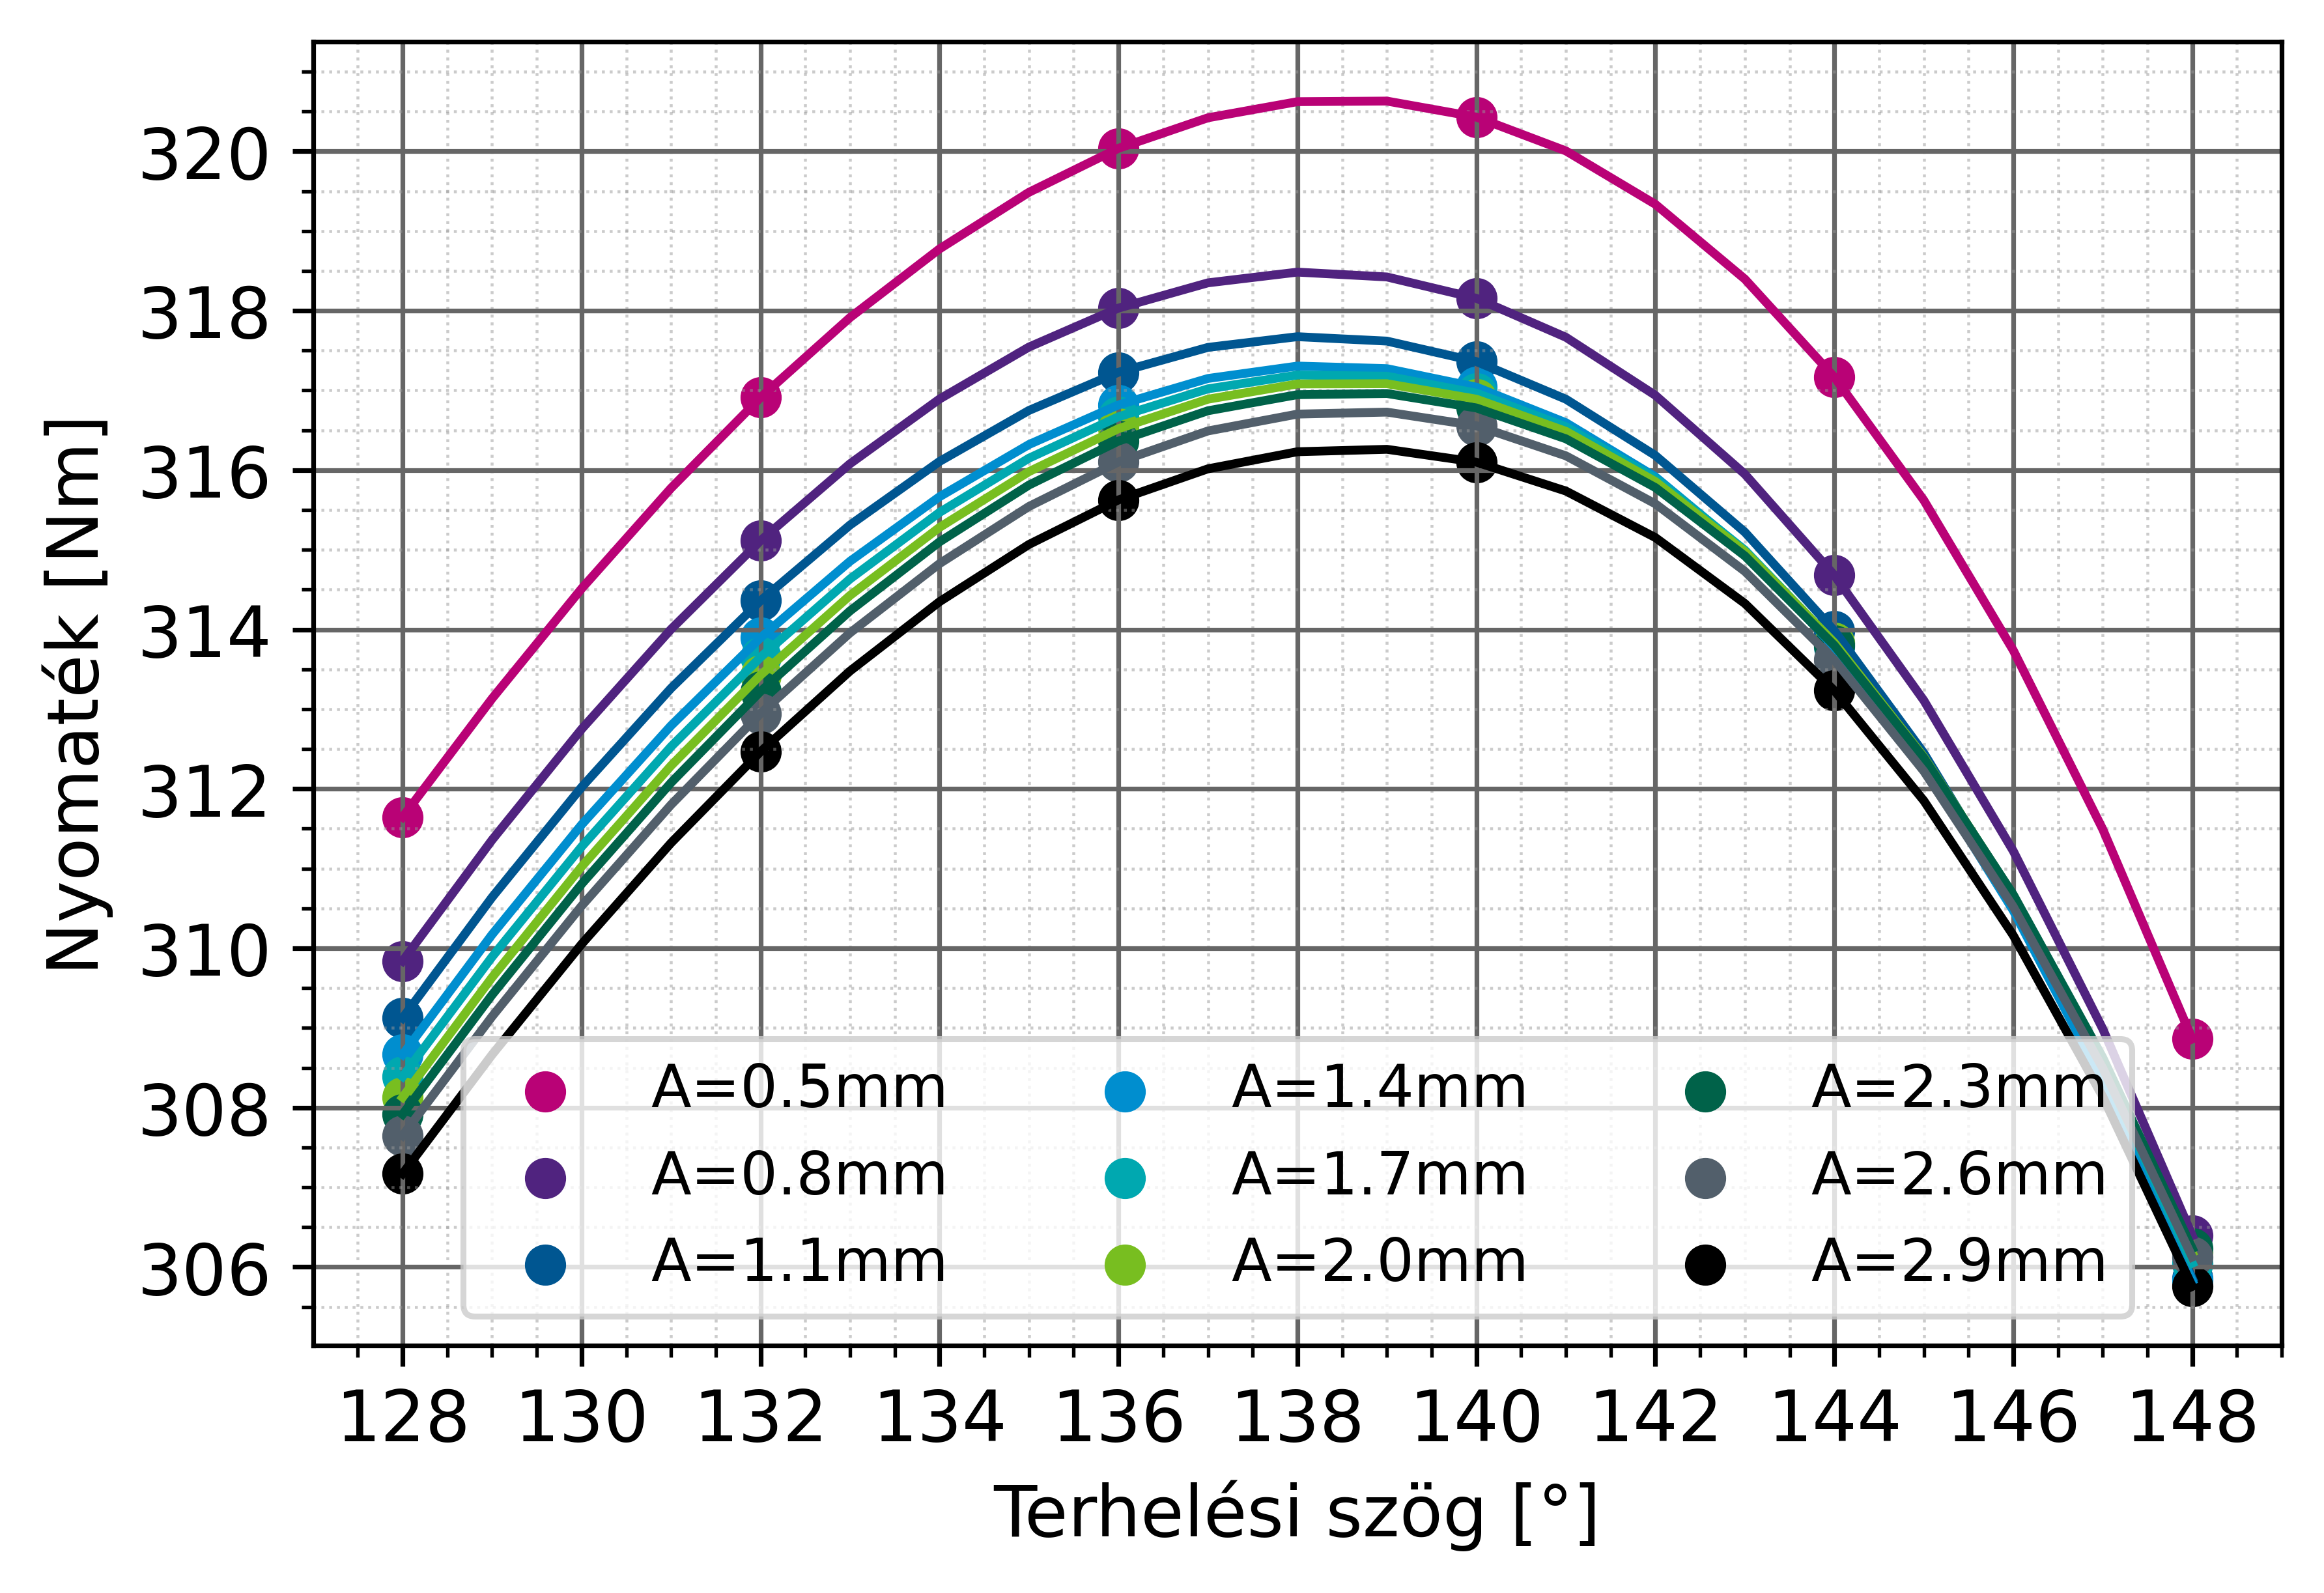 Nyomaték [Nm]
320
318
316
314
312
310
308
306
A=0.5mm
A=0.8mm
A=1.1mm
A=1.4mm
A=1.7mm
A=2.0mm
A=2.3mm
A=2.6mm
A=2.9mm
128 130 132 134 136 138 140 142 144 146 148
Terhelési szög [°]